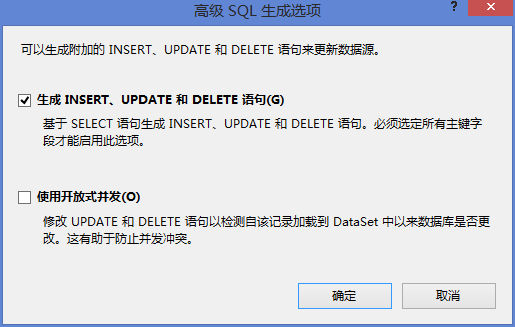 高级 SQL 生成选项
?
可以生成附加的 INSERT、UPDATE 和 DELETE 语句来更新数据源。
生成 INSERT、UPDATE 和 DELETE 语句(G)
基于 SELECT 语句生成 INSERT、UPDATE 和 DELETE 语句。必须选定所有主键字
段才能启用此选项。
使用开放式并发(O)
修改 UPDATE 和 DELETE 语句以检测自该记录加载到 DataSet 中以来数据库是否更
改。这有助于防止并发冲突。
确定
取消